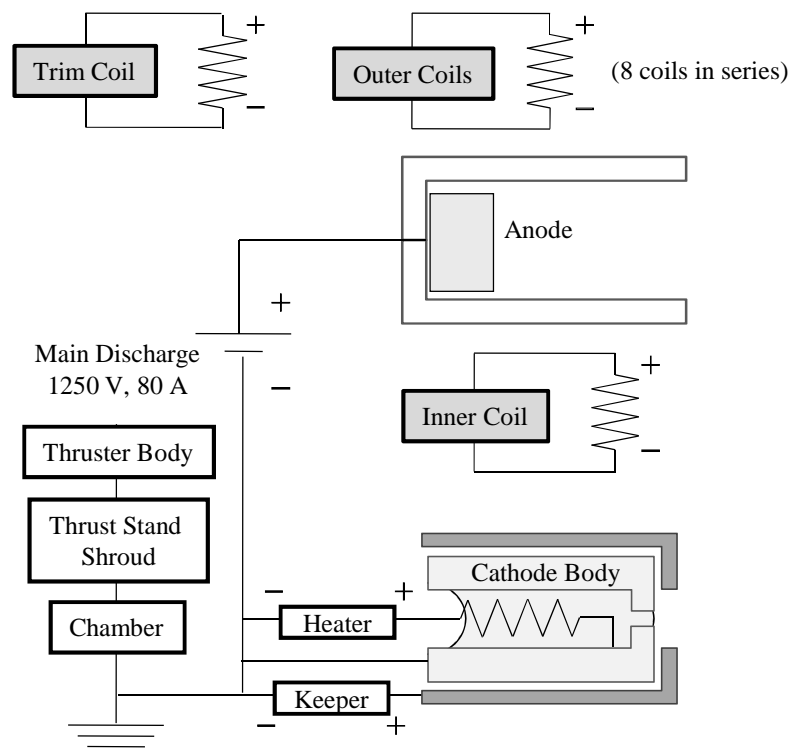 +
Trim Coil
−
+
Outer Coils
−
(8 coils in series)
Anode
+
Main Discharge
1250 V, 80 A
−
+
Inner Coil
−
Thruster Body
Thrust Stand
Shroud
Chamber
Cathode Body
−
+
Heater
Keeper
−
+